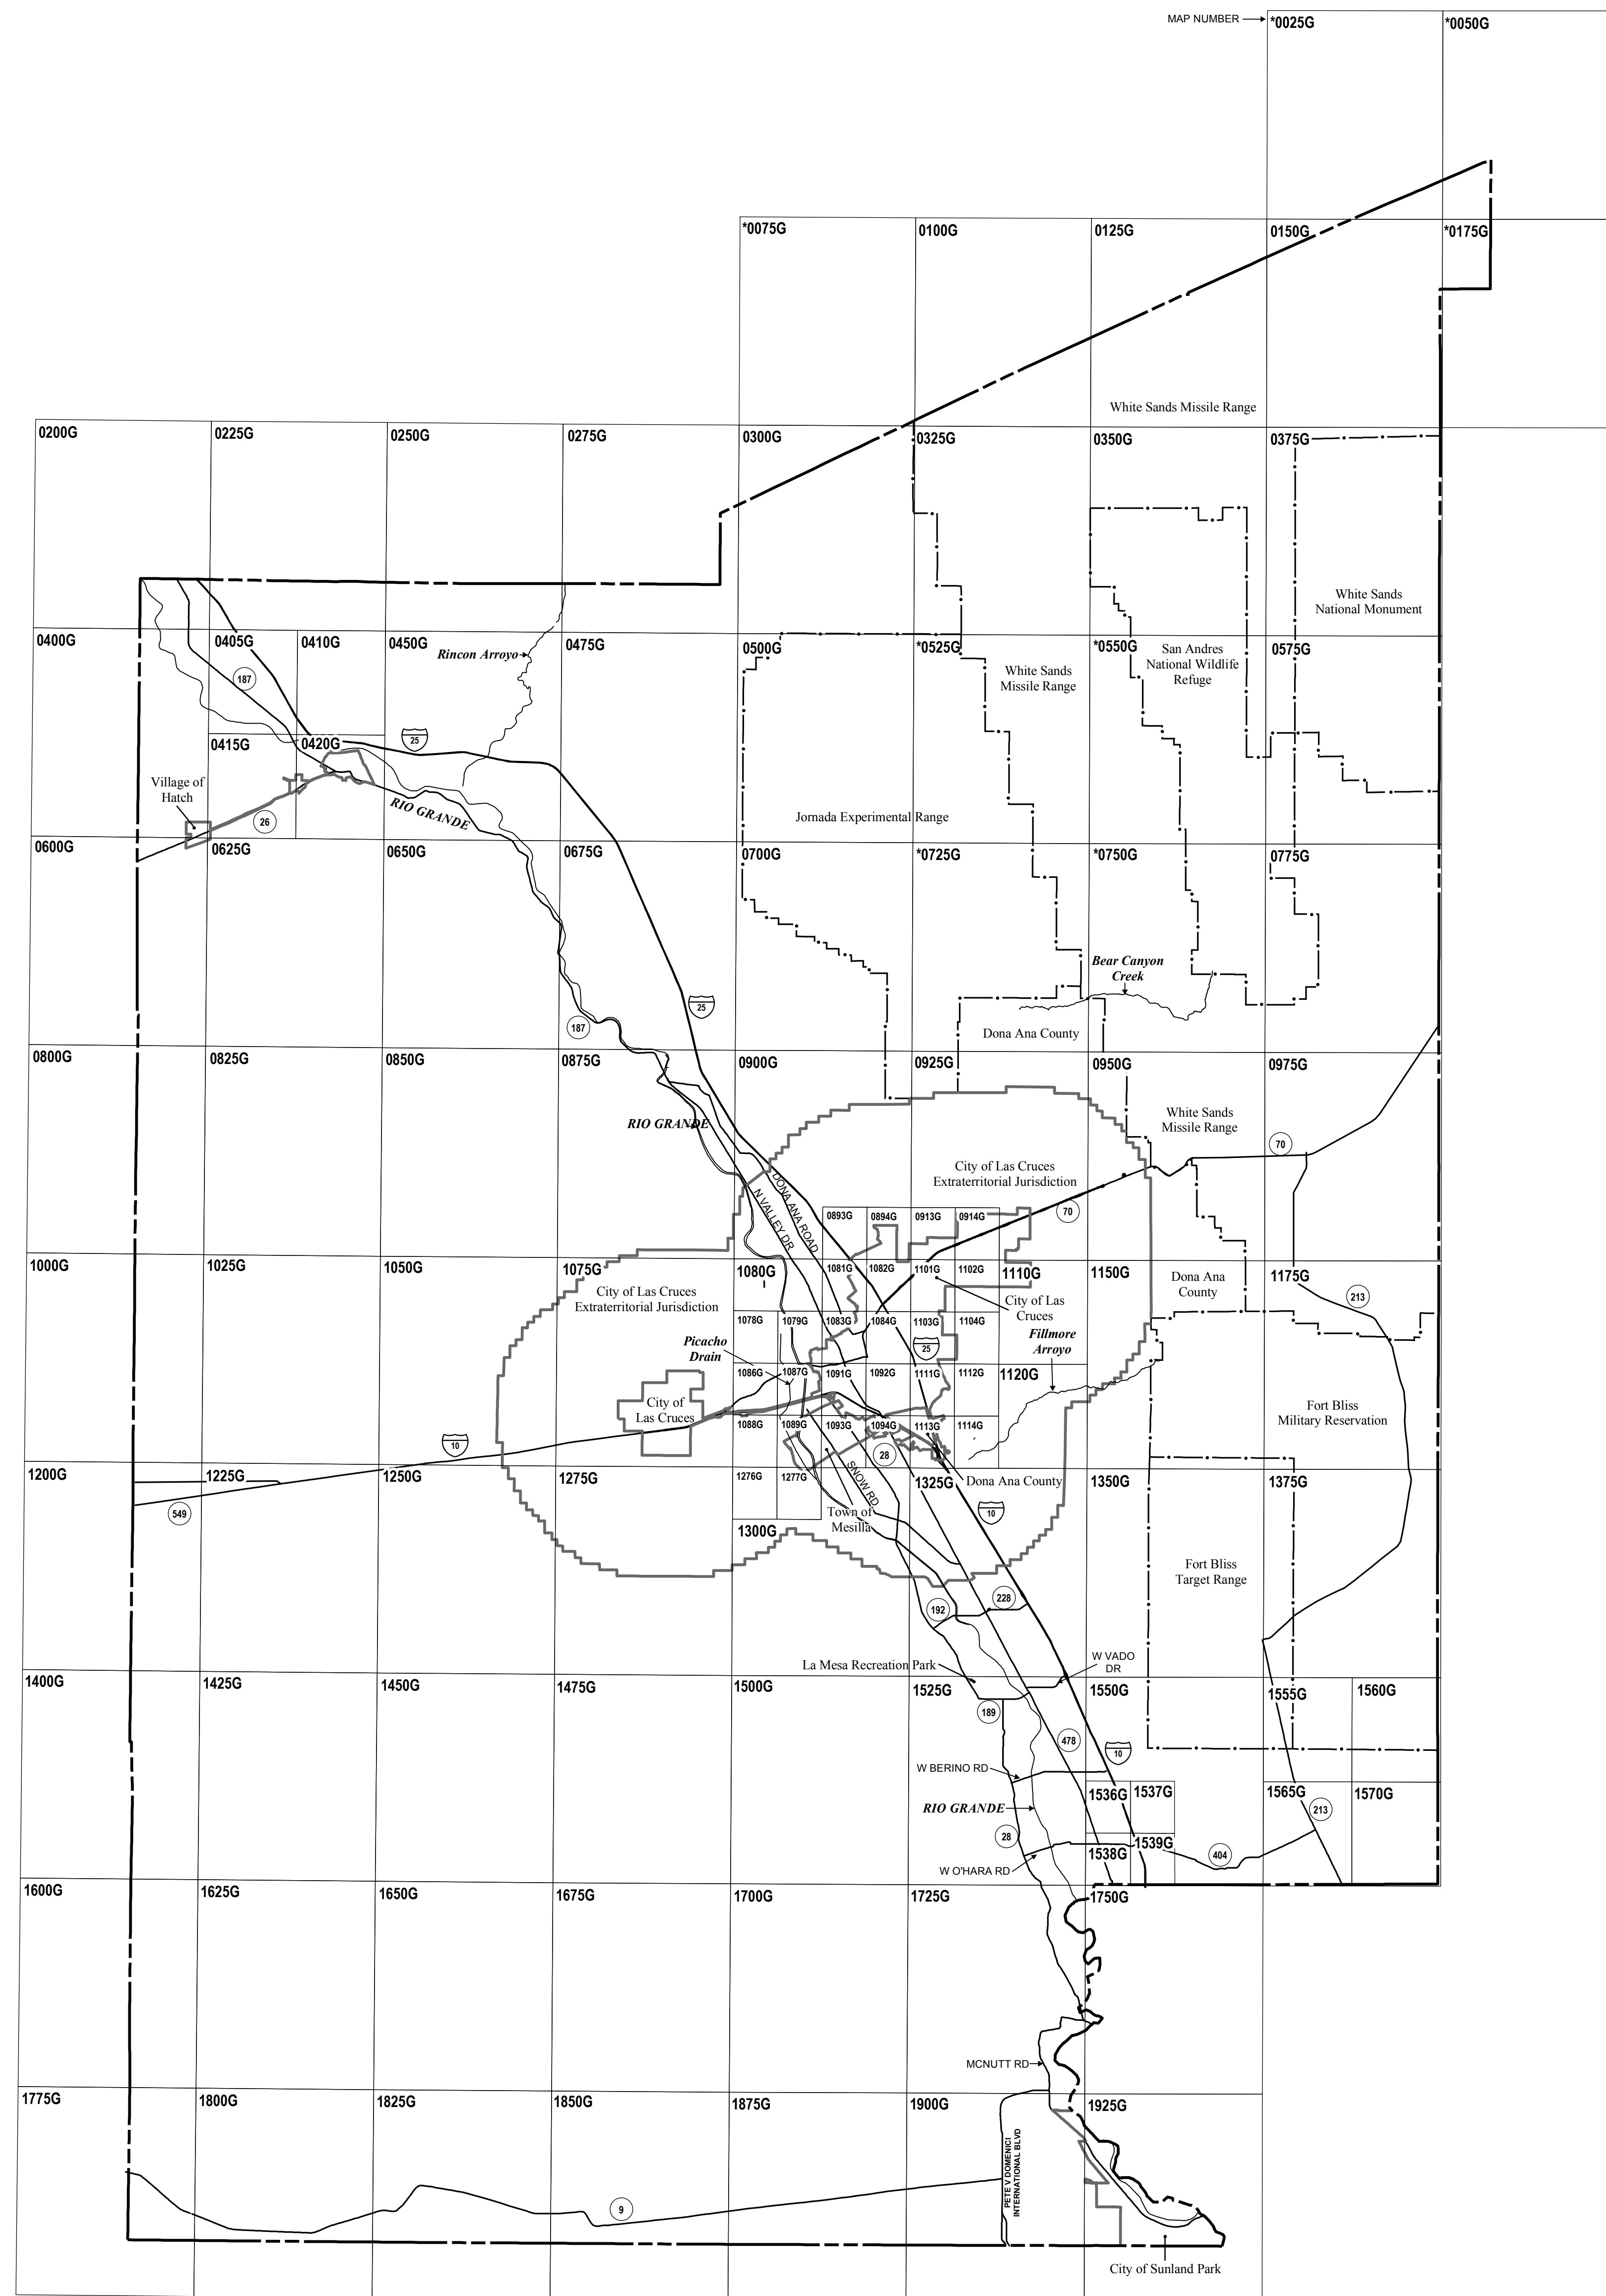 MAP NUMBER
*0025G
*0050G
*0075G
0100G
0125G
0150G
*0175G
White Sands Missile Range
0200G
0225G
0250G
0275G
0300G
0325G
0350G
0375G
White Sands
National Monument
0400G
0405G
0410G
0450G
0475G
0500G
*0525G
*0550G
0575G
Rincon Arroyo
White Sands
Missile Range
San Andres
National Wildlife
Refuge
187
25
0415G
0420G
Village of
Hatch
RIO GRANDE
26
Jornada Experimental Range
0600G
0625G
0650G
0675G
0700G
*0725G
*0750G
0775G
Bear Canyon
Creek
25
187
Dona Ana County
0800G
0825G
0850G
0875G
0900G
0925G
0950G
0975G
RIO GRANDE
White Sands
Missile Range
70
City of Las Cruces
Extraterritorial Jurisdiction
70
DONA ANA ROAD
N VALLEY DR
0893G
0894G
0913G
0914G
1000G
1025G
1050G
1075G
1080G
1081G
1082G
1101G
1102G
1110G
1150G
1175G
Dona Ana
County
City of Las Cruces
Extraterritorial Jurisdiction
213
City of Las
Cruces
1078G
1079G
1083G
1084G
1103G
1104G
Picacho
Drain
25
Fillmore
Arroyo
1086G
1087G
1091G
1092G
1111G
1112G
1120G
City of
Las Cruces
Fort Bliss
Military Reservation
1088G
1089G
1093G
1094G
1113G
1114G
10
28
1200G
1225G
1250G
1275G
1276G
1277G
SNOW RD
1325G
Dona Ana County
1350G
1375G
549
10
Town of
Mesilla
1300G
Fort Bliss
Target Range
192
228
La Mesa Recreation Park
W VADO
DR
1400G
1425G
1450G
1475G
1500G
1525G
1550G
1555G
1560G
189
478
10
W BERINO RD
1536G
1537G
1565G
1570G
RIO GRANDE
213
28
1538G
1539G
404
W O'HARA RD
1600G
1625G
1650G
1675G
1700G
1725G
1750G
MCNUTT RD
1775G
1800G
1825G
1850G
1875G
1900G
1925G
PETE V DOMENICI
INTERNATIONAL BLVD
9
City of Sunland Park